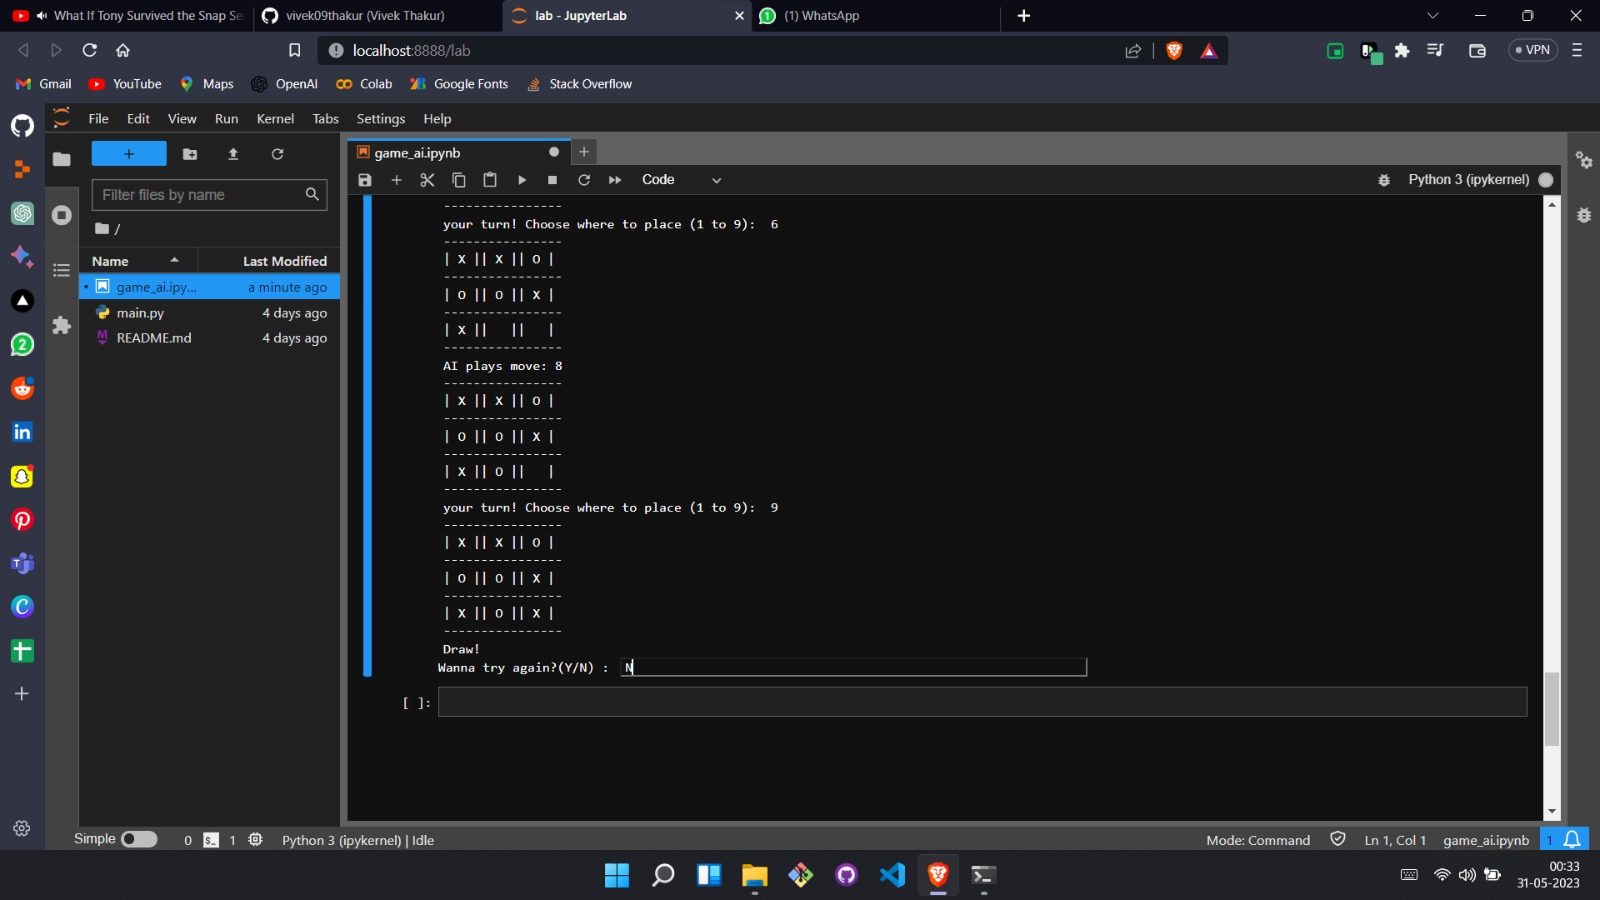 What If Tony Survived the Snap Se
vivek09thakur (Vivek Thakur)
lab - JupyterLab
(1) WhatsApp
localhost:8888/lab
VPN
Gmail
YouTube
Maps
OpenAI
Colab
Google Fonts
Stack Overflow
File Edit View Run Kernel Tabs Settings Help
game_ai.ipynb
Filter files by name
Code
Python 3 (ipykernel)
/
Name
Last Modified
game_ai.ipy...
a minute ago
main.py
4 days ago
README.md
4 days ago
----------------
your turn! Choose where to place (1 to 9):  6
----------------
| X || X || O |
----------------
| O || O || X |
----------------
| X ||   ||   |
----------------
AI plays move: 8
----------------
| X || X || O |
----------------
| O || O || X |
----------------
| X || O ||   |
----------------
your turn! Choose where to place (1 to 9):  9
----------------
| X || X || O |
----------------
| O || O || X |
----------------
| X || O || X |
----------------
Draw!
Wanna try again?(Y/N) :  N
[ ]:
Simple
0
1
Python 3 (ipykernel) | Idle
Mode: Command
Ln 1, Col 1
game_ai.ipynb
1
00:33
31-05-2023